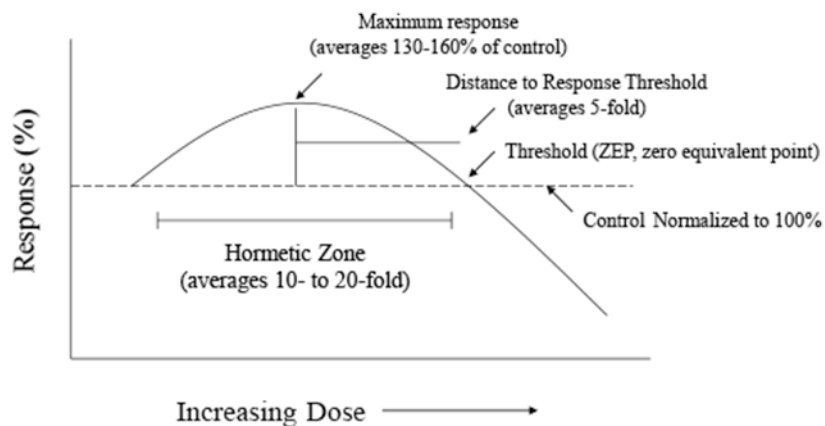 Maximum response
(averages 130-160% of control)
Distance to Response Threshold
(averages 5-fold)
Threshold (ZEP, zero equivalent point)
Control Normalized to 100%
Hormetic Zone
(averages 10- to 20-fold)
Response (%)
Increasing Dose